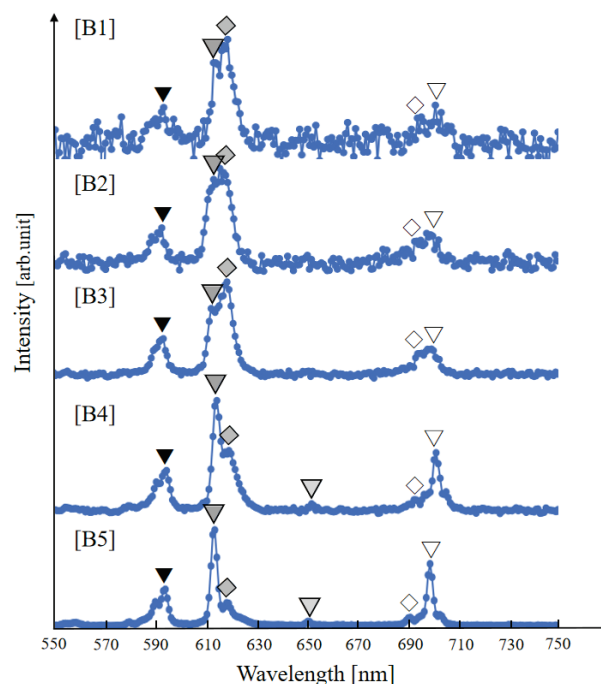 [B1]
[B2]
[B3]
[B4]
[B5]
Intensity [arb.unit]
550 570 590 610 630 650 670 690 710 730 750
Wavelength [nm]